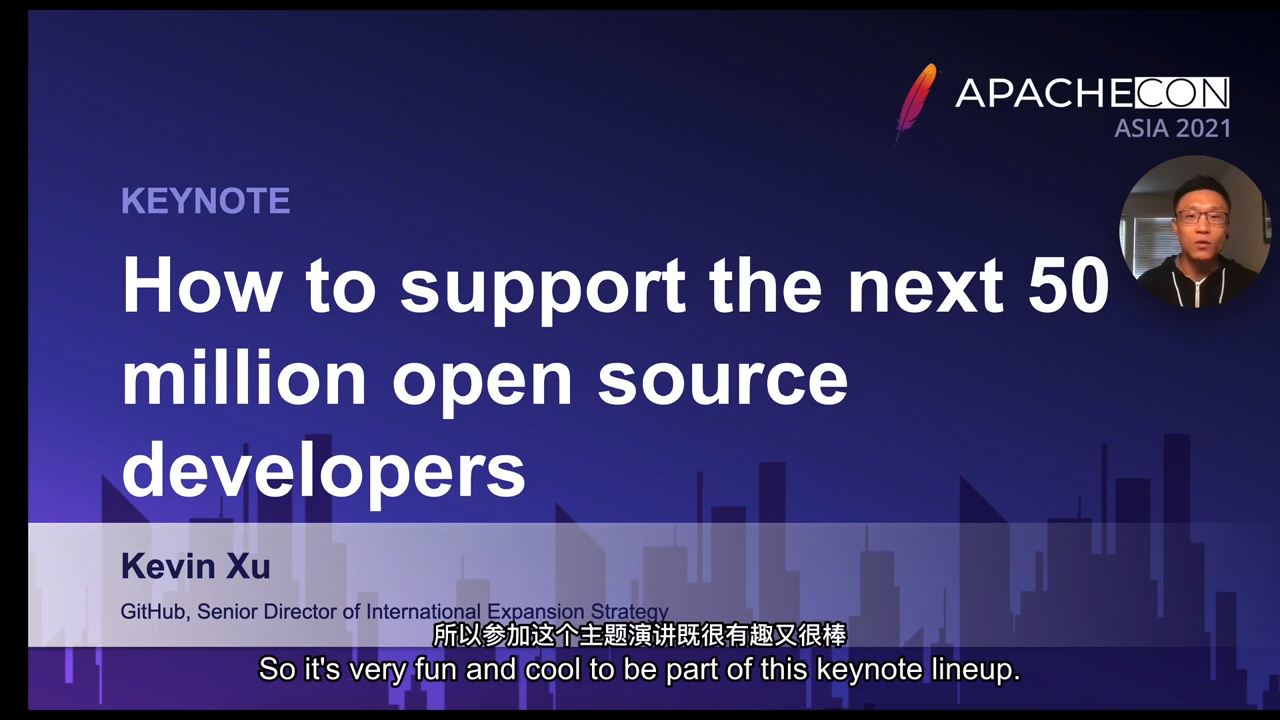 APACHECON
ASIA 2021
KEYNOTE
How to support the next 50
million open source
developers
Kevin Xu
GitHub, Senior Director of International Expansion Strategy
所以参加这个主题演讲既很有趣又很棒
So it's very fun and cool to be part of this keynote lineup.